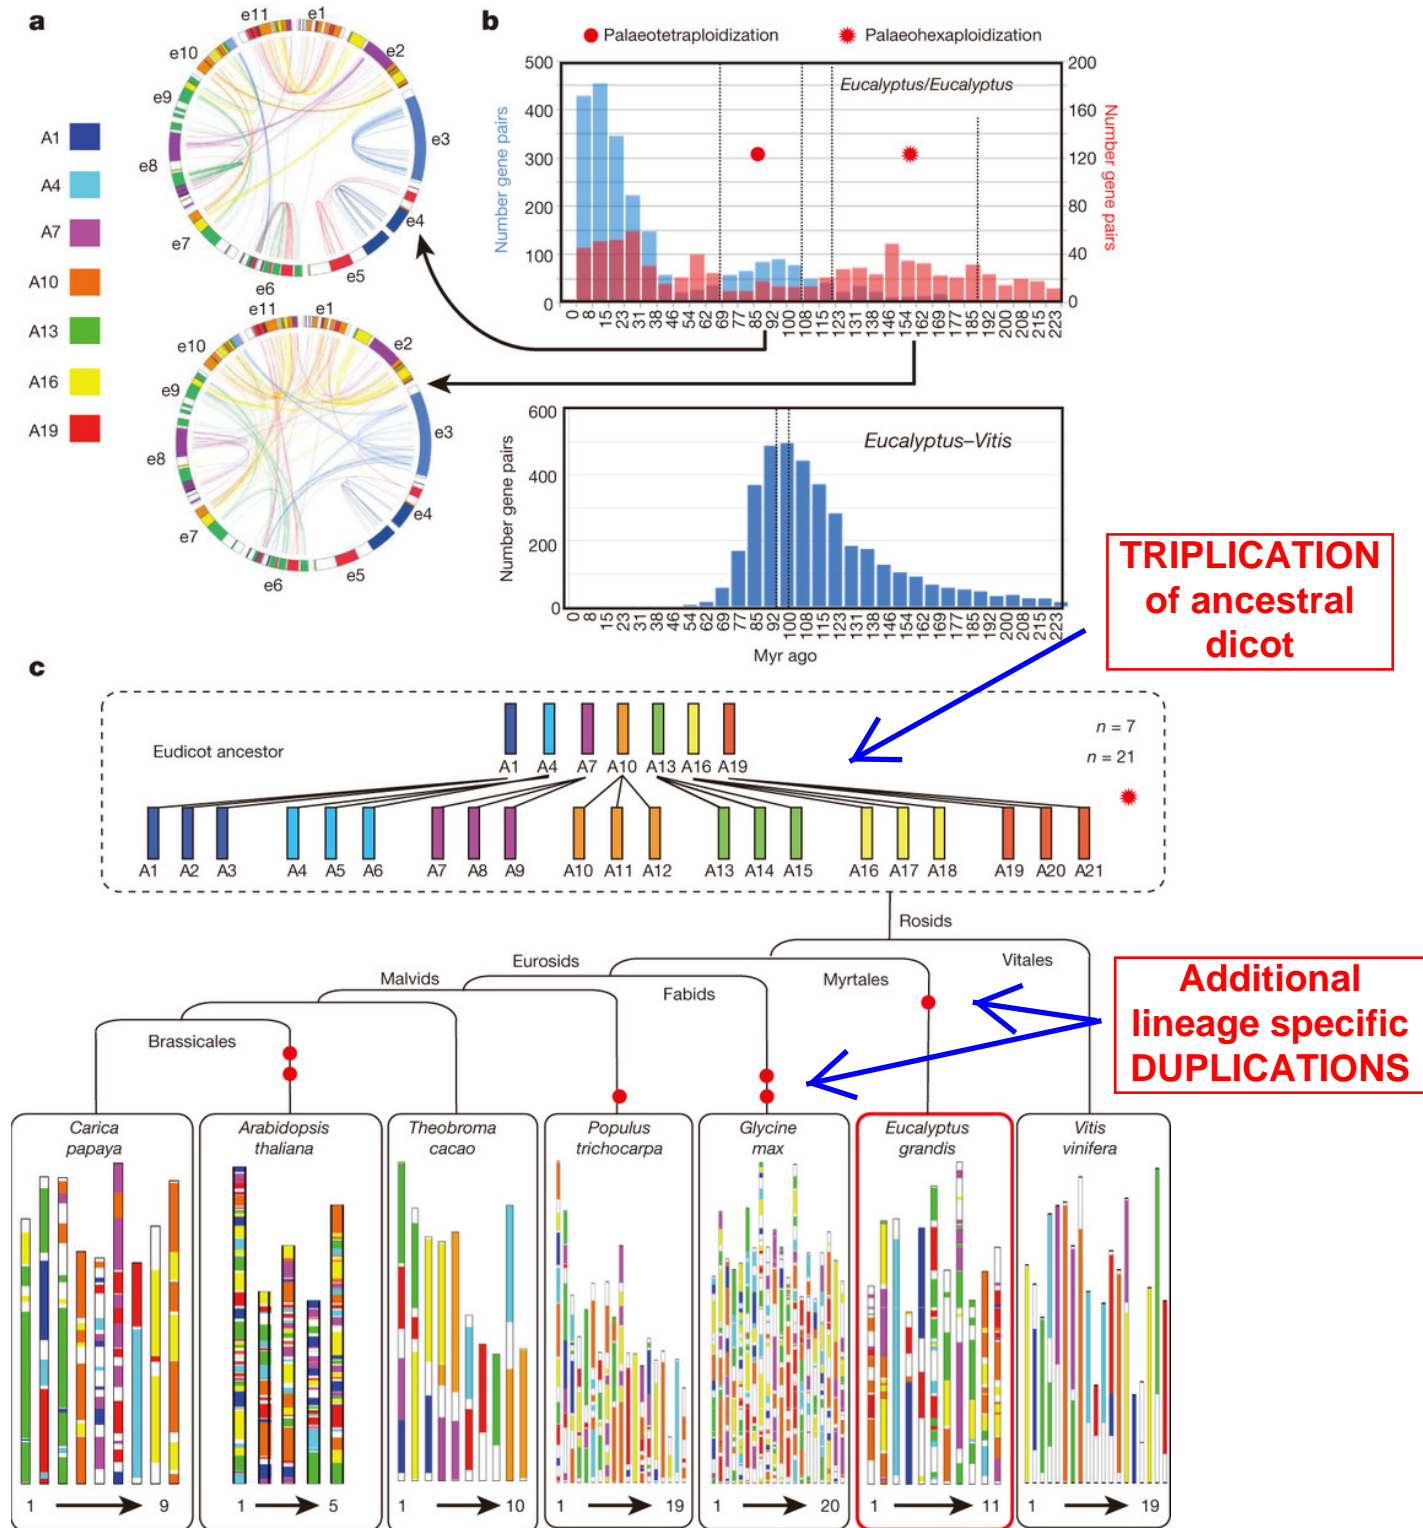 a
e11
e1
e10
e2
e9
e3
e8
e4
e7
e5
e6
A1
A4
A7
A10
A13
A16
A19
e11
e1
e10
e2
e9
e3
e8
e4
e7
e5
e6
b
Palaeotetraploidization
Palaeohexaploidization
Eucalyptus/Eucalyptus
Number gene pairs
500
400
300
200
100
0
Number gene pairs
200
160
120
80
40
0
0 8 15 23 31 38 46 54 62 69 77 85 92 100 108 115 123 131 138 146 154 162 169 177 185 192 200 208 215 223
Eucalyptus–Vitis
Number gene pairs
600
400
200
0
0 8 15 23 31 38 46 54 62 69 77 85 92 100 108 115 123 131 138 146 154 162 169 177 185 192 200 208 215 223
Myr ago
TRIPLICATION
of ancestral
dicot
c
Eudicot ancestor
n = 7
n = 21
A1 A4 A7 A10 A13 A16 A19
A1 A2 A3 A4 A5 A6 A7 A8 A9 A10 A11 A12 A13 A14 A15 A16 A17 A18 A19 A20 A21
Rosids
Vitales
Eurosids
Myrtales
Malvids
Fabids
Brassicales
Additional
lineage specific
DUPLICATIONS
Carica
papaya
1 9
Arabidopsis
thaliana
1 5
Theobroma
cacao
1 10
Populus
trichocarpa
1 19
Glycine
max
1 20
Eucalyptus
grandis
1 11
Vitis
vinifera
1 19